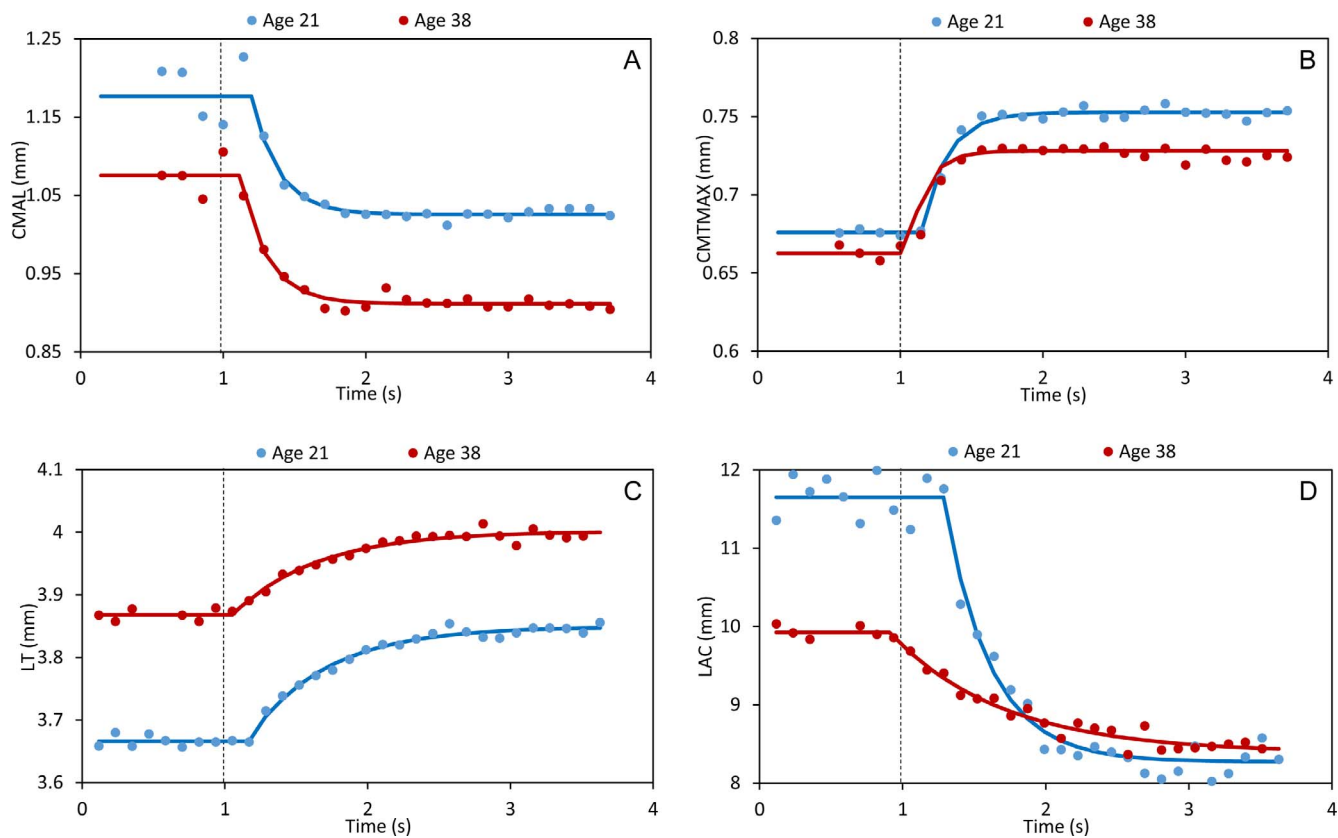 Age 21 Age 38
A
1.25
1.15
1.05
0.95
0.85
CMAL (mm)
0 1 2 3 4
Time (s)
Age 21 Age 38
B
0.8
0.75
0.7
0.65
0.6
CMTMAX (mm)
0 1 2 3 4
Time (s)
Age 21 Age 38
C
4.1
4
3.9
3.8
3.7
3.6
LT (mm)
0 1 2 3 4
Time (s)
Age 21 Age 38
D
12
11
10
9
8
LAC (mm)
0 1 2 3 4
Time (s)